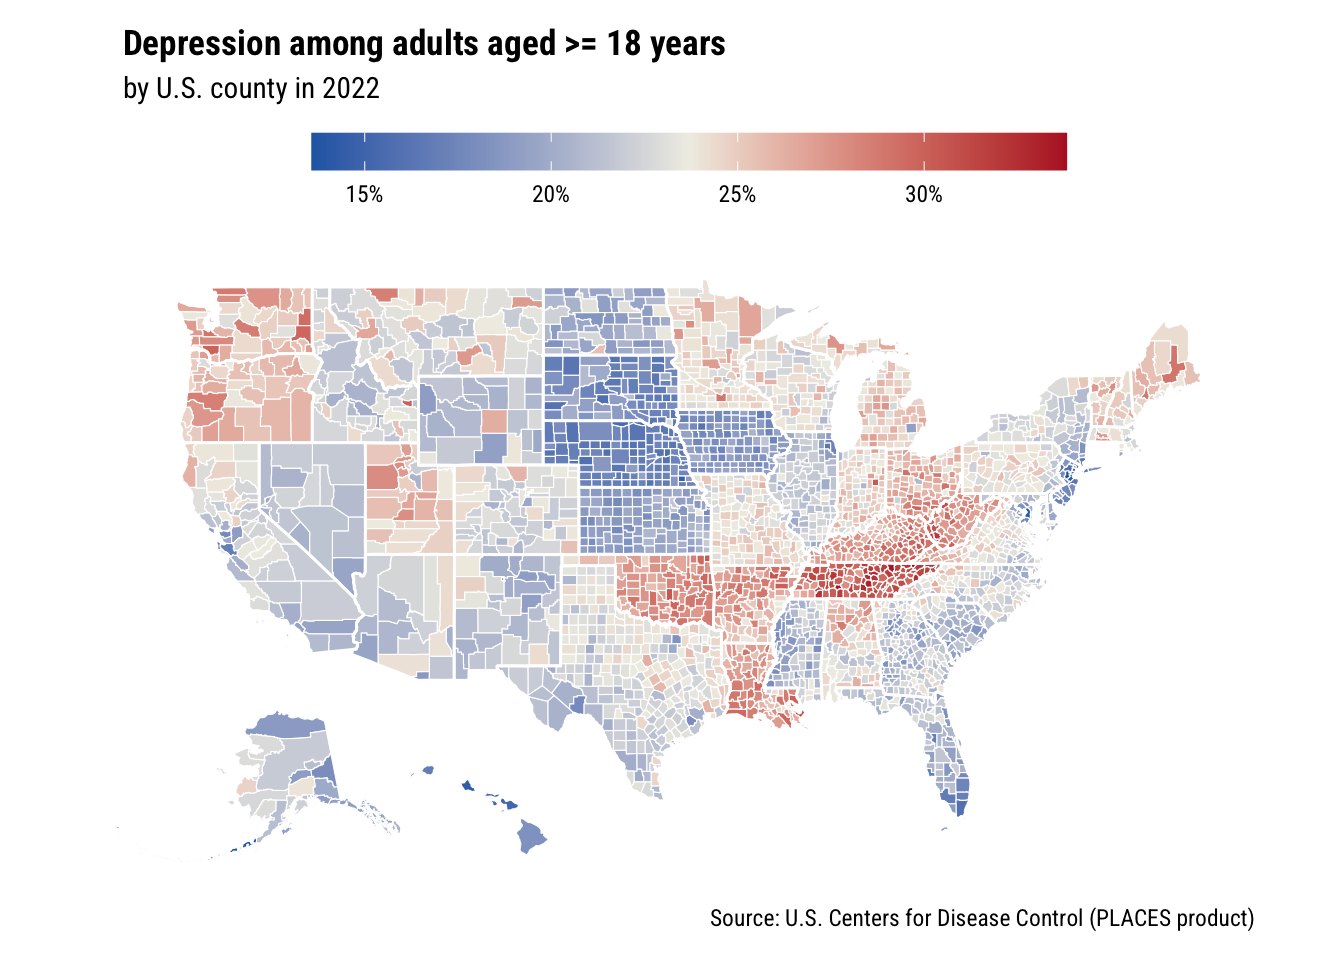 Depression among adults aged >= 18 years
by U.S. county in 2022
15% 20% 25% 30%
Source: U.S. Centers for Disease Control (PLACES product)